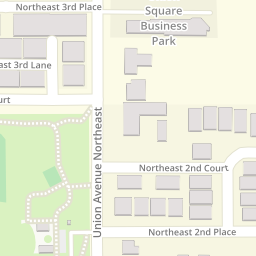 Northeast 3rd Place
Square
Business
Park
ast 3rd Lane
ourt
Union Avenue Northeast
Northeast 2nd Court
Northeast 2nd Place